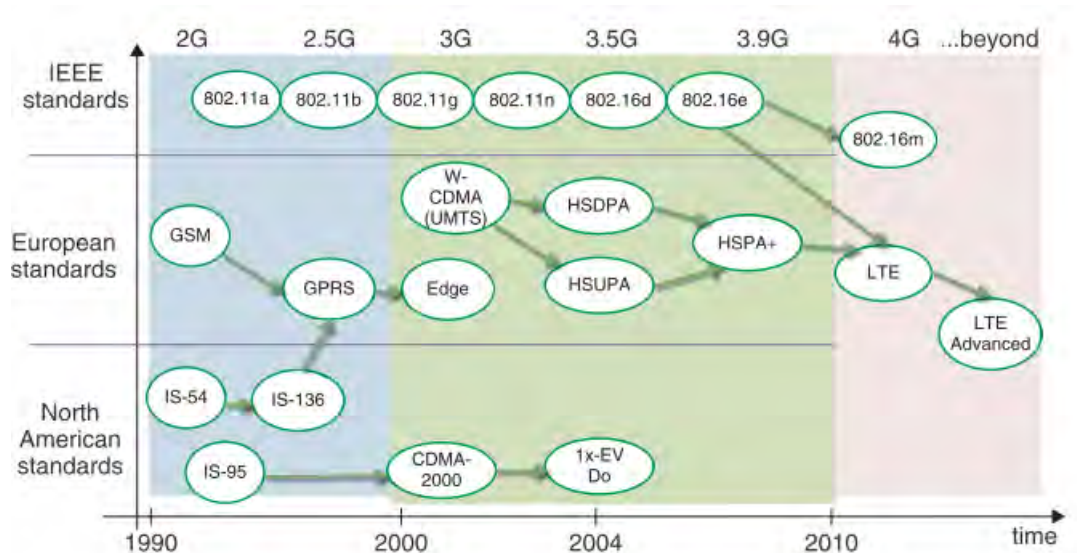 2G 2.5G 3G 3.5G 3.9G 4G ...beyond
IEEE
standards
802.11a 802.11b 802.11g 802.11n 802.16d 802.16e
802.16m
European
standards
W-
CDMA
(UMTS)
HSDPA
GSM
HSPA+
GPRS
Edge
HSUPA
LTE
LTE
Advanced
North
American
standards
IS-54
IS-136
IS-95
CDMA-
2000
1x-EV
Do
1990 2000 2004 2010 time